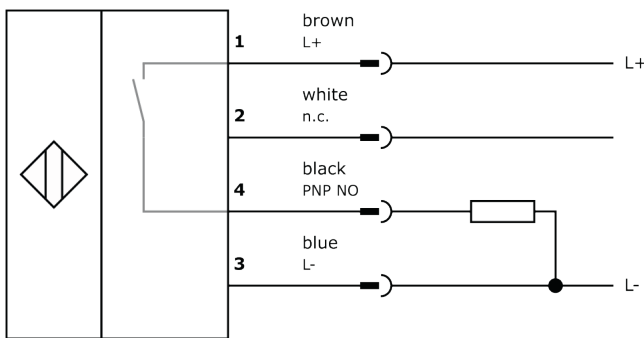 brown
1
L+
L+
white
2
n.c.
black
4
PNP NO
blue
3
L-
L-